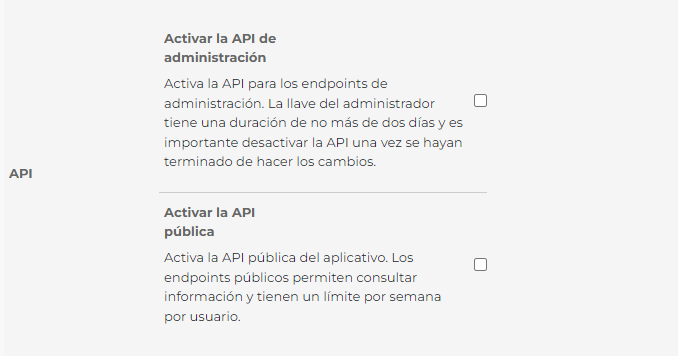 Activar la API de
administración
Activa la API para los endpoints de
administración. La llave del administrador
tiene una duración de no más de dos días y es
importante desactivar la API una vez se hayan
terminado de hacer los cambios.
API
Activar la API
pública
Activa la API pública del aplicativo. Los
endpoints públicos permiten consultar
información y tienen un límite por semana
por usuario.